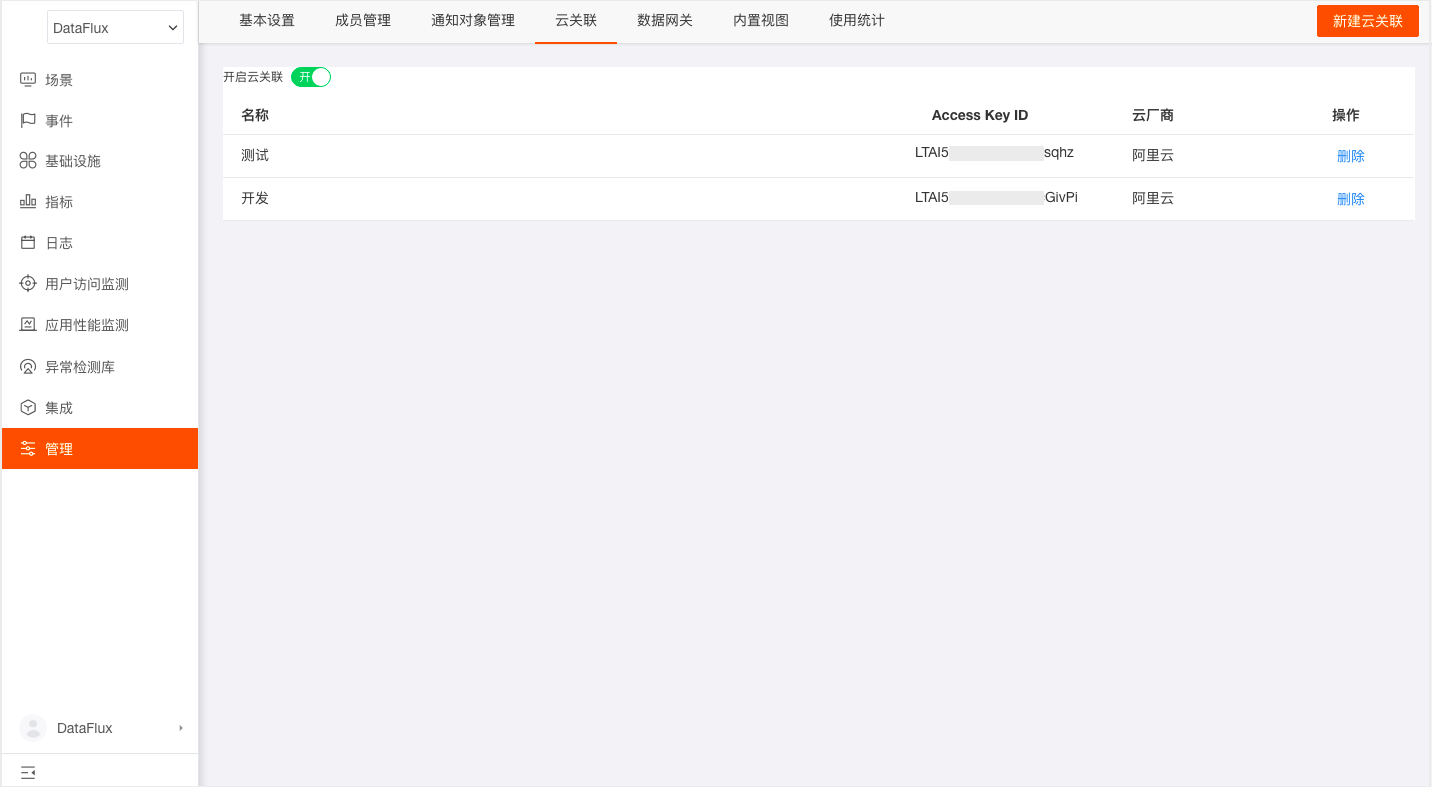 DataFlux
基本设置 成员管理 通知对象管理 云关联 数据网关 内置视图 使用统计 新建云关联
场景
事件
基础设施
指标
日志
用户访问监测
应用性能监测
异常检测库
集成
管理
DataFlux
开启云关联 开
名称 Access Key ID 云厂商 操作
测试 LTAI5 sqhz 阿里云 删除
开发 LTAI5 GivPi 阿里云 删除